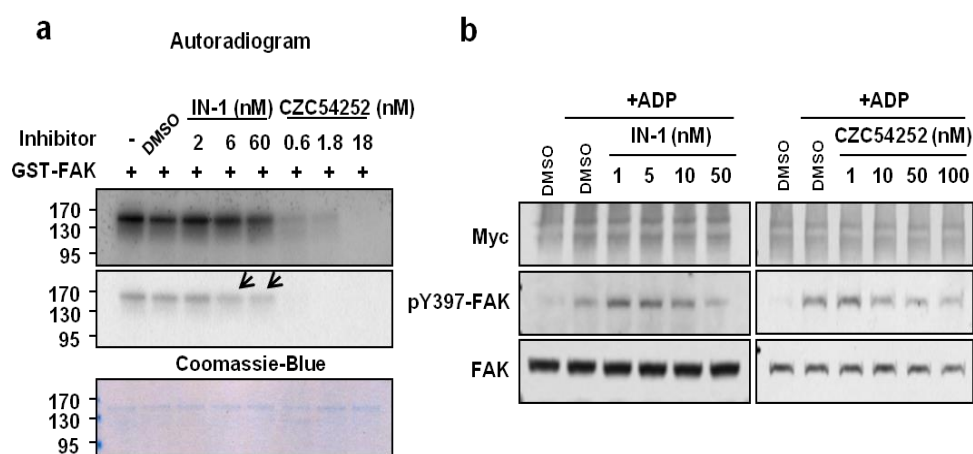 a
Autoradiogram
IN-1 (nM) CZC54252 (nM)
Inhibitor - DMSO 2 6 60 0.6 1.8 18
GST-FAK + + + + + + + +
170
130
95
170
130
95
Coomassie-Blue
170
130
95
b
+ADP +ADP
IN-1 (nM) CZC54252 (nM)
DMSO DMSO 1 5 10 50 DMSO DMSO 1 10 50 100
Myc
pY397-FAK
FAK